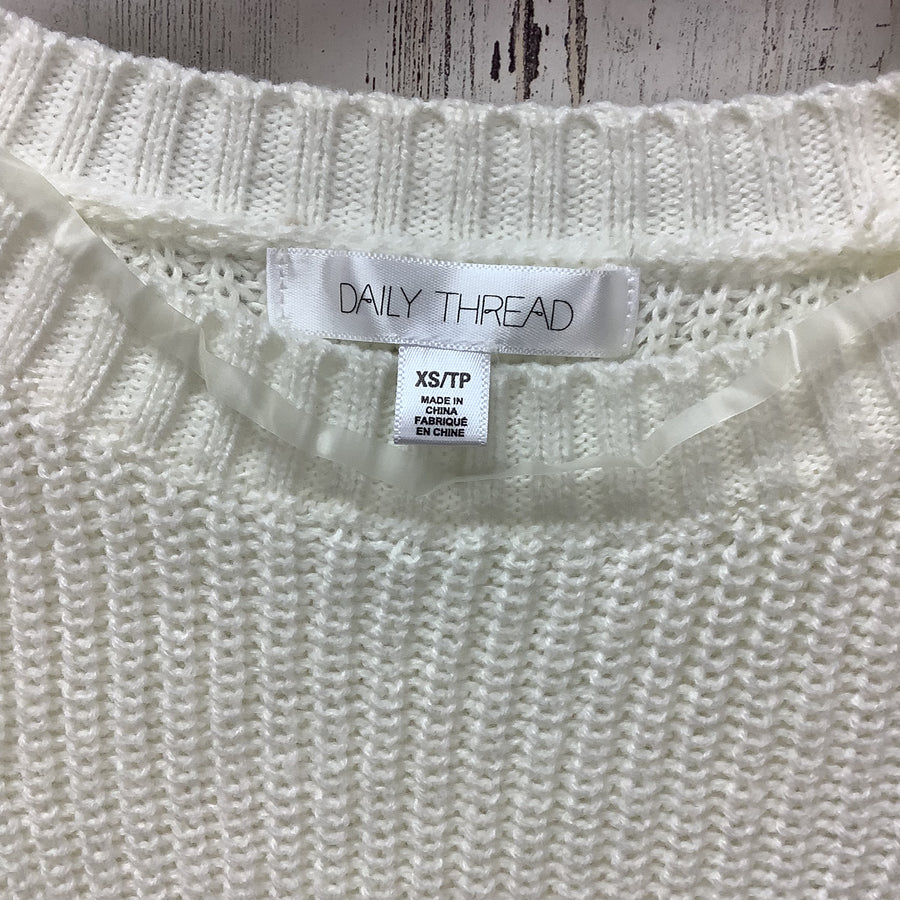 DAILY THREAD
XS/TP
MADE IN
CHINA
FABRIQUÉ
EN CHINE